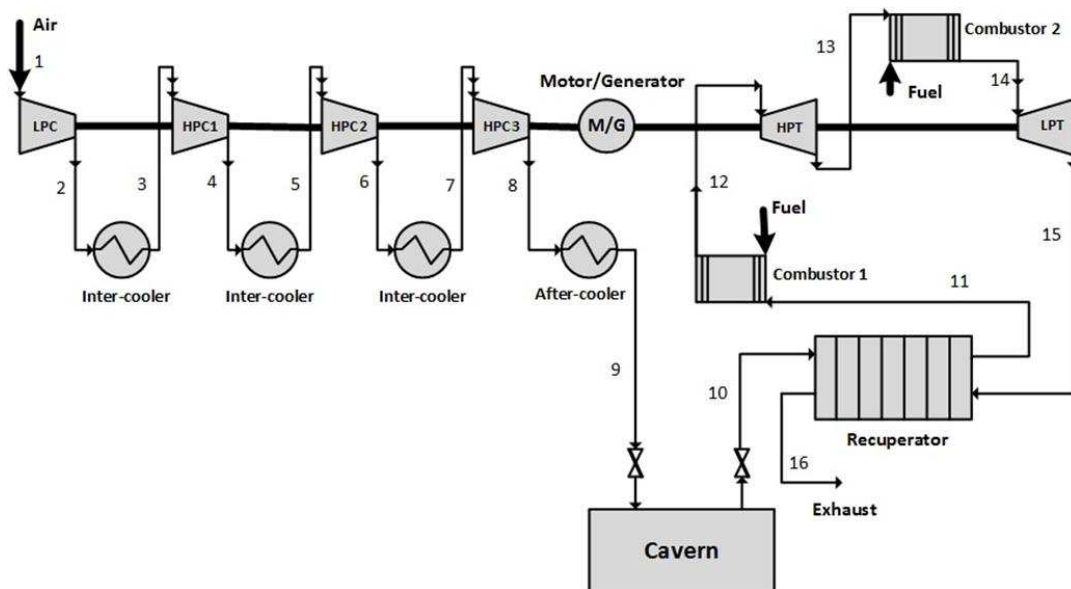 Air
1
LPC
HPC1
HPC2
HPC3
Motor/Generator
M/G
HPT
13
Combustor 2
Fuel
14
LPT
2
3
4
5
6
7
8
12
Fuel
15
Inter-cooler
Inter-cooler
Inter-cooler
After-cooler
Combustor 1
11
9
10
Recuperator
16
Exhaust
Cavern